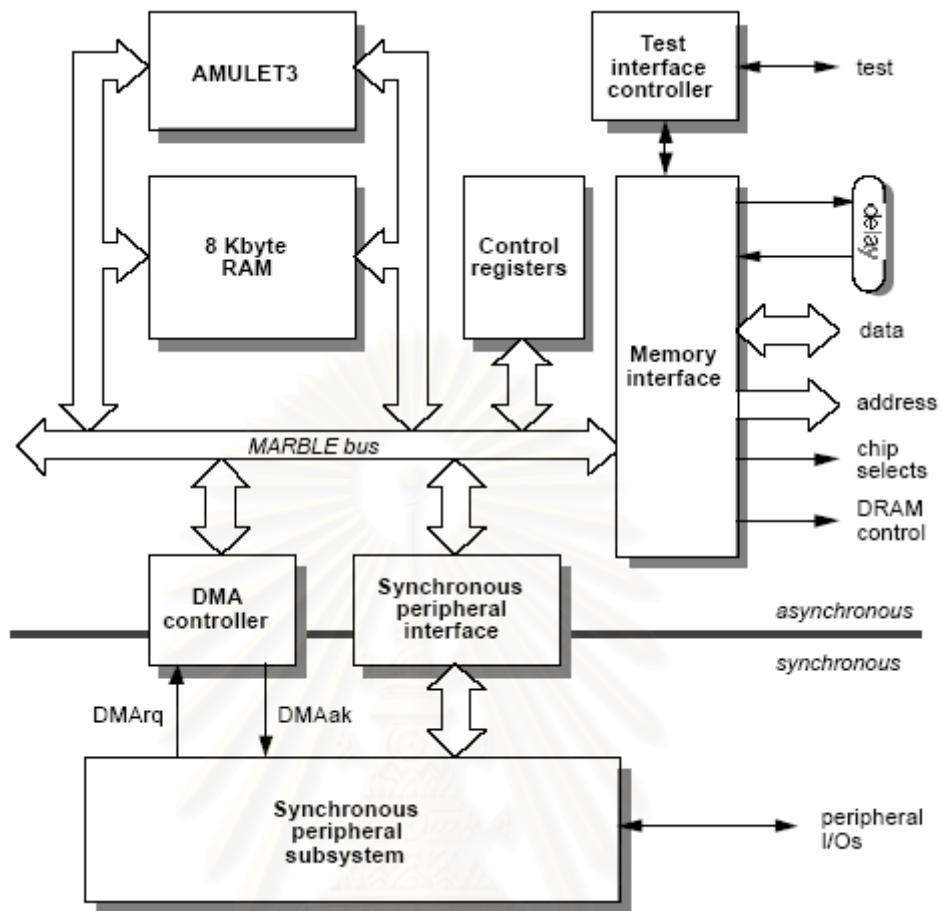 AMULET3
Test
interface
controller
test
8 Kbyte
RAM
Control
registers
delay
Memory
interface
data
address
MARBLE bus
chip
selects
DRAM
control
DMA
controller
Synchronous
peripheral
interface
asynchronous
synchronous
DMArq
DMAak
Synchronous
peripheral
subsystem
peripheral
I/Os